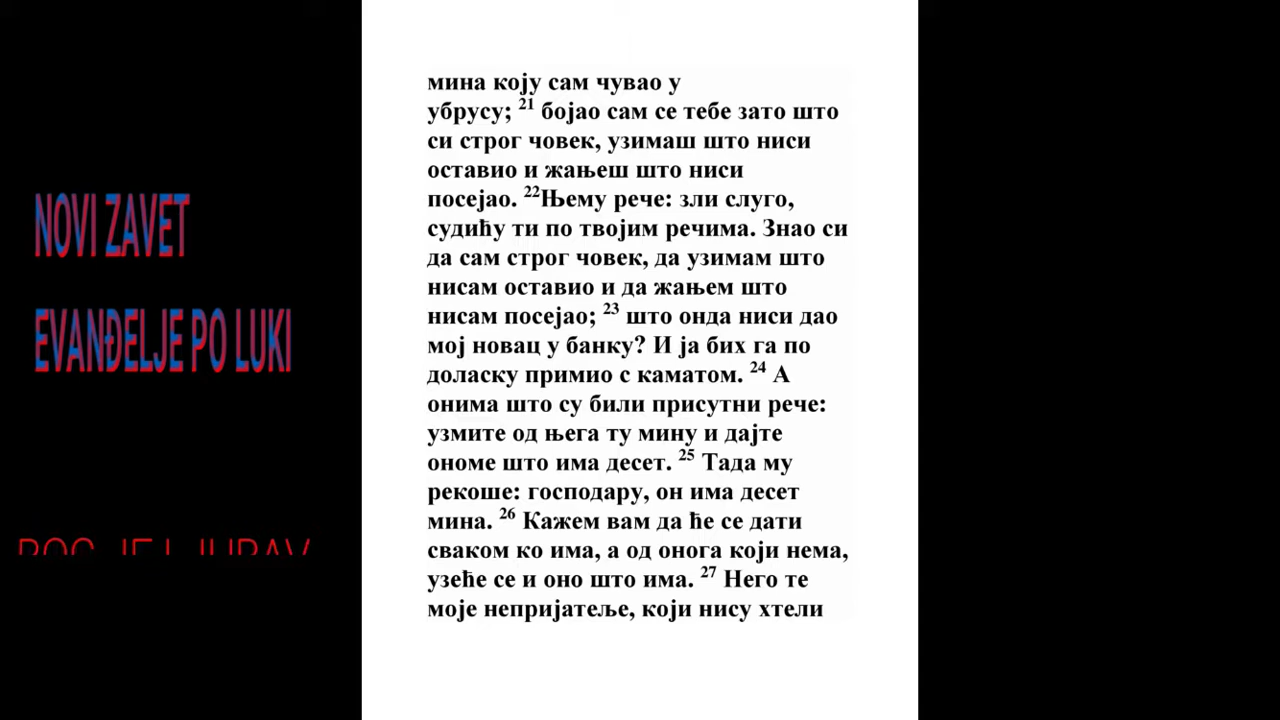 NOVI ZAVET
EVANĐELJE PO LUKI
BOG JE LJUBAV
мина коју сам чувао у
убрусу; 21 бојао сам се тебе зато што
си строг човек, узимаш што ниси
оставио и жањеш што ниси
посејао. 22Њему рече: зли слуго,
судићу ти по твојим речима. Знао си
да сам строг човек, да узимам што
нисам оставио и да жањем што
нисам посејао; 23 што онда ниси дао
мој новац у банку? И ја бих га по
доласку примио с каматом. 24 А
онима што су били присутни рече:
узмите од њега ту мину и дајте
ономе што има десет. 25 Тада му
рекоше: господару, он има десет
мина. 26 Кажем вам да ће се дати
сваком ко има, а од онога који нема,
узеће се и оно што има. 27 Него те
моје непријатеље, који нису хтели